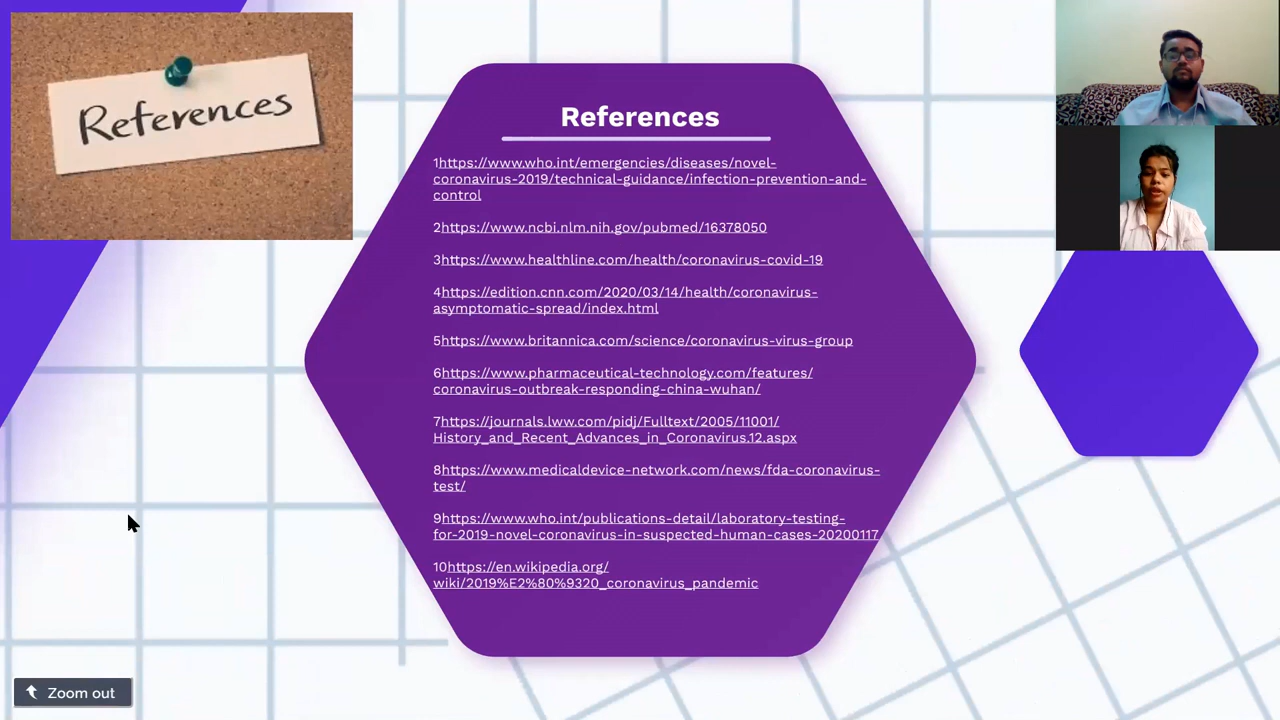 References
References
1https://www.who.int/emergencies/diseases/novel-
coronavirus-2019/technical-guidance/infection-prevention-and-
control
2https://www.ncbi.nlm.nih.gov/pubmed/16378050
3https://www.healthline.com/health/coronavirus-covid-19
4https://edition.cnn.com/2020/03/14/health/coronavirus-
asymptomatic-spread/index.html
5https://www.britannica.com/science/coronavirus-virus-group
6https://www.pharmaceutical-technology.com/features/
coronavirus-outbreak-responding-china-wuhan/
7https://journals.lww.com/pidj/Fulltext/2005/11001/
History_and_Recent_Advances_in_Coronavirus.12.aspx
8https://www.medicaldevice-network.com/news/fda-coronavirus-
test/
9https://www.who.int/publications-detail/laboratory-testing-
for-2019-novel-coronavirus-in-suspected-human-cases-20200117
10https://en.wikipedia.org/
wiki/2019%E2%80%9320_coronavirus_pandemic
Zoom out